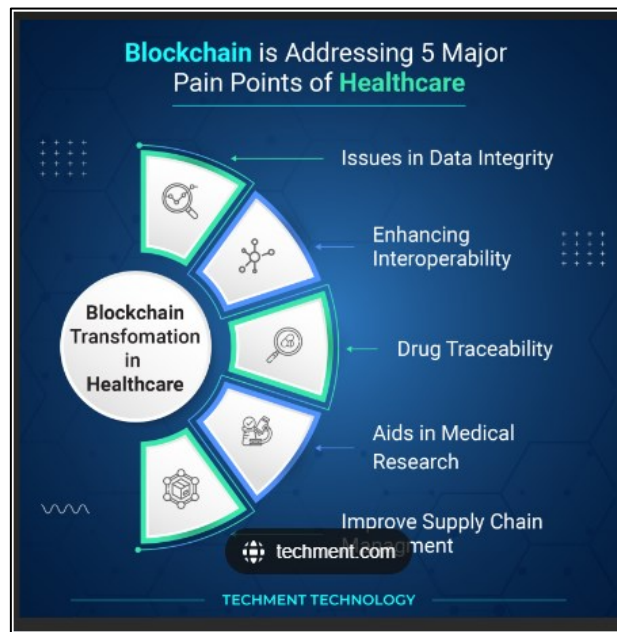 Blockchain is Addressing 5 Major
Pain Points of Healthcare
Issues in Data Integrity
Enhancing
Interoperability
Blockchain
Transfomation
in
Healthcare
Drug Traceability
Aids in Medical
Research
Improve Supply Chain
Managment
techment.com
TECHMENT TECHNOLOGY